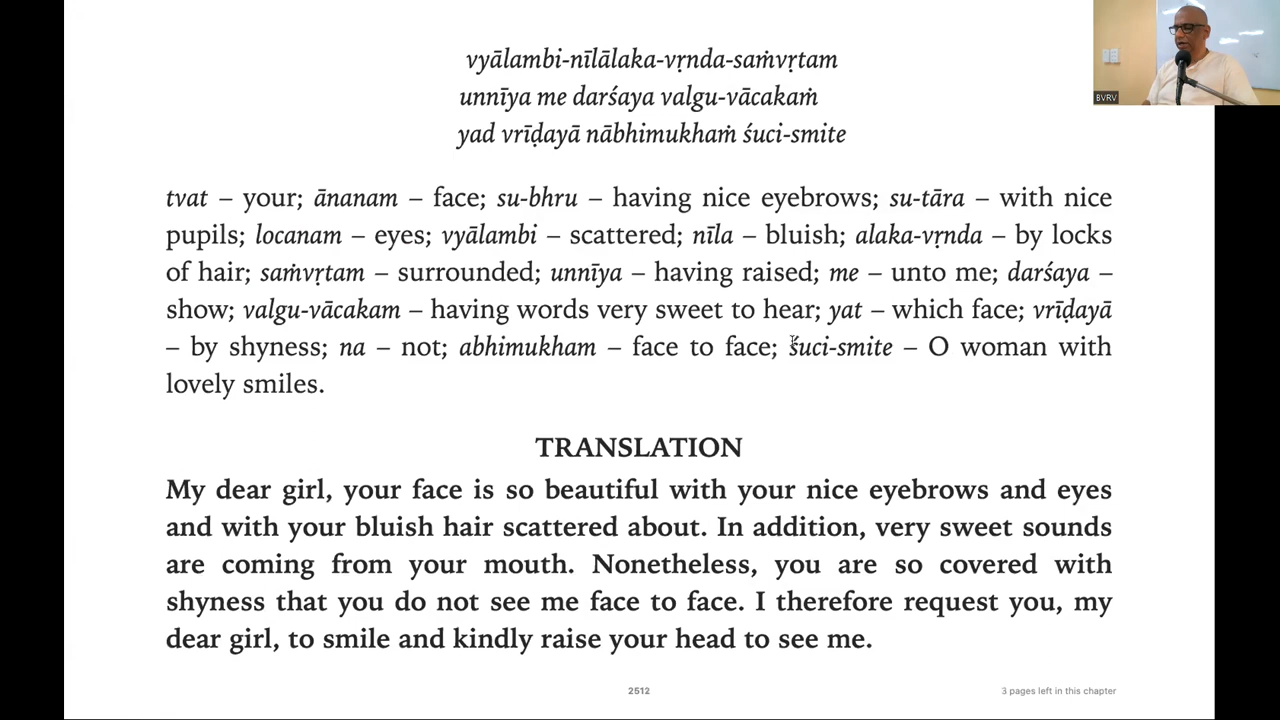 vyālambi-nīlālaka-vṛnda-saṁvṛtam
unnīya me darśaya valgu-vācakaṁ
yad vrīḍayā nābhimukhaṁ śuci-smite
tvat – your; ānanam – face; su-bhru – having nice eyebrows; su-tāra – with nice
pupils; locanam – eyes; vyālambi – scattered; nīla – bluish; alaka-vṛnda – by locks
of hair; saṁvṛtam – surrounded; unnīya – having raised; me – unto me; darśaya –
show; valgu-vācakam – having words very sweet to hear; yat – which face; vrīḍayā
– by shyness; na – not; abhimukham – face to face; śuci-smite – O woman with
lovely smiles.
TRANSLATION
My dear girl, your face is so beautiful with your nice eyebrows and eyes
and with your bluish hair scattered about. In addition, very sweet sounds
are coming from your mouth. Nonetheless, you are so covered with
shyness that you do not see me face to face. I therefore request you, my
dear girl, to smile and kindly raise your head to see me.
2512
3 pages left in this chapter
BVRV